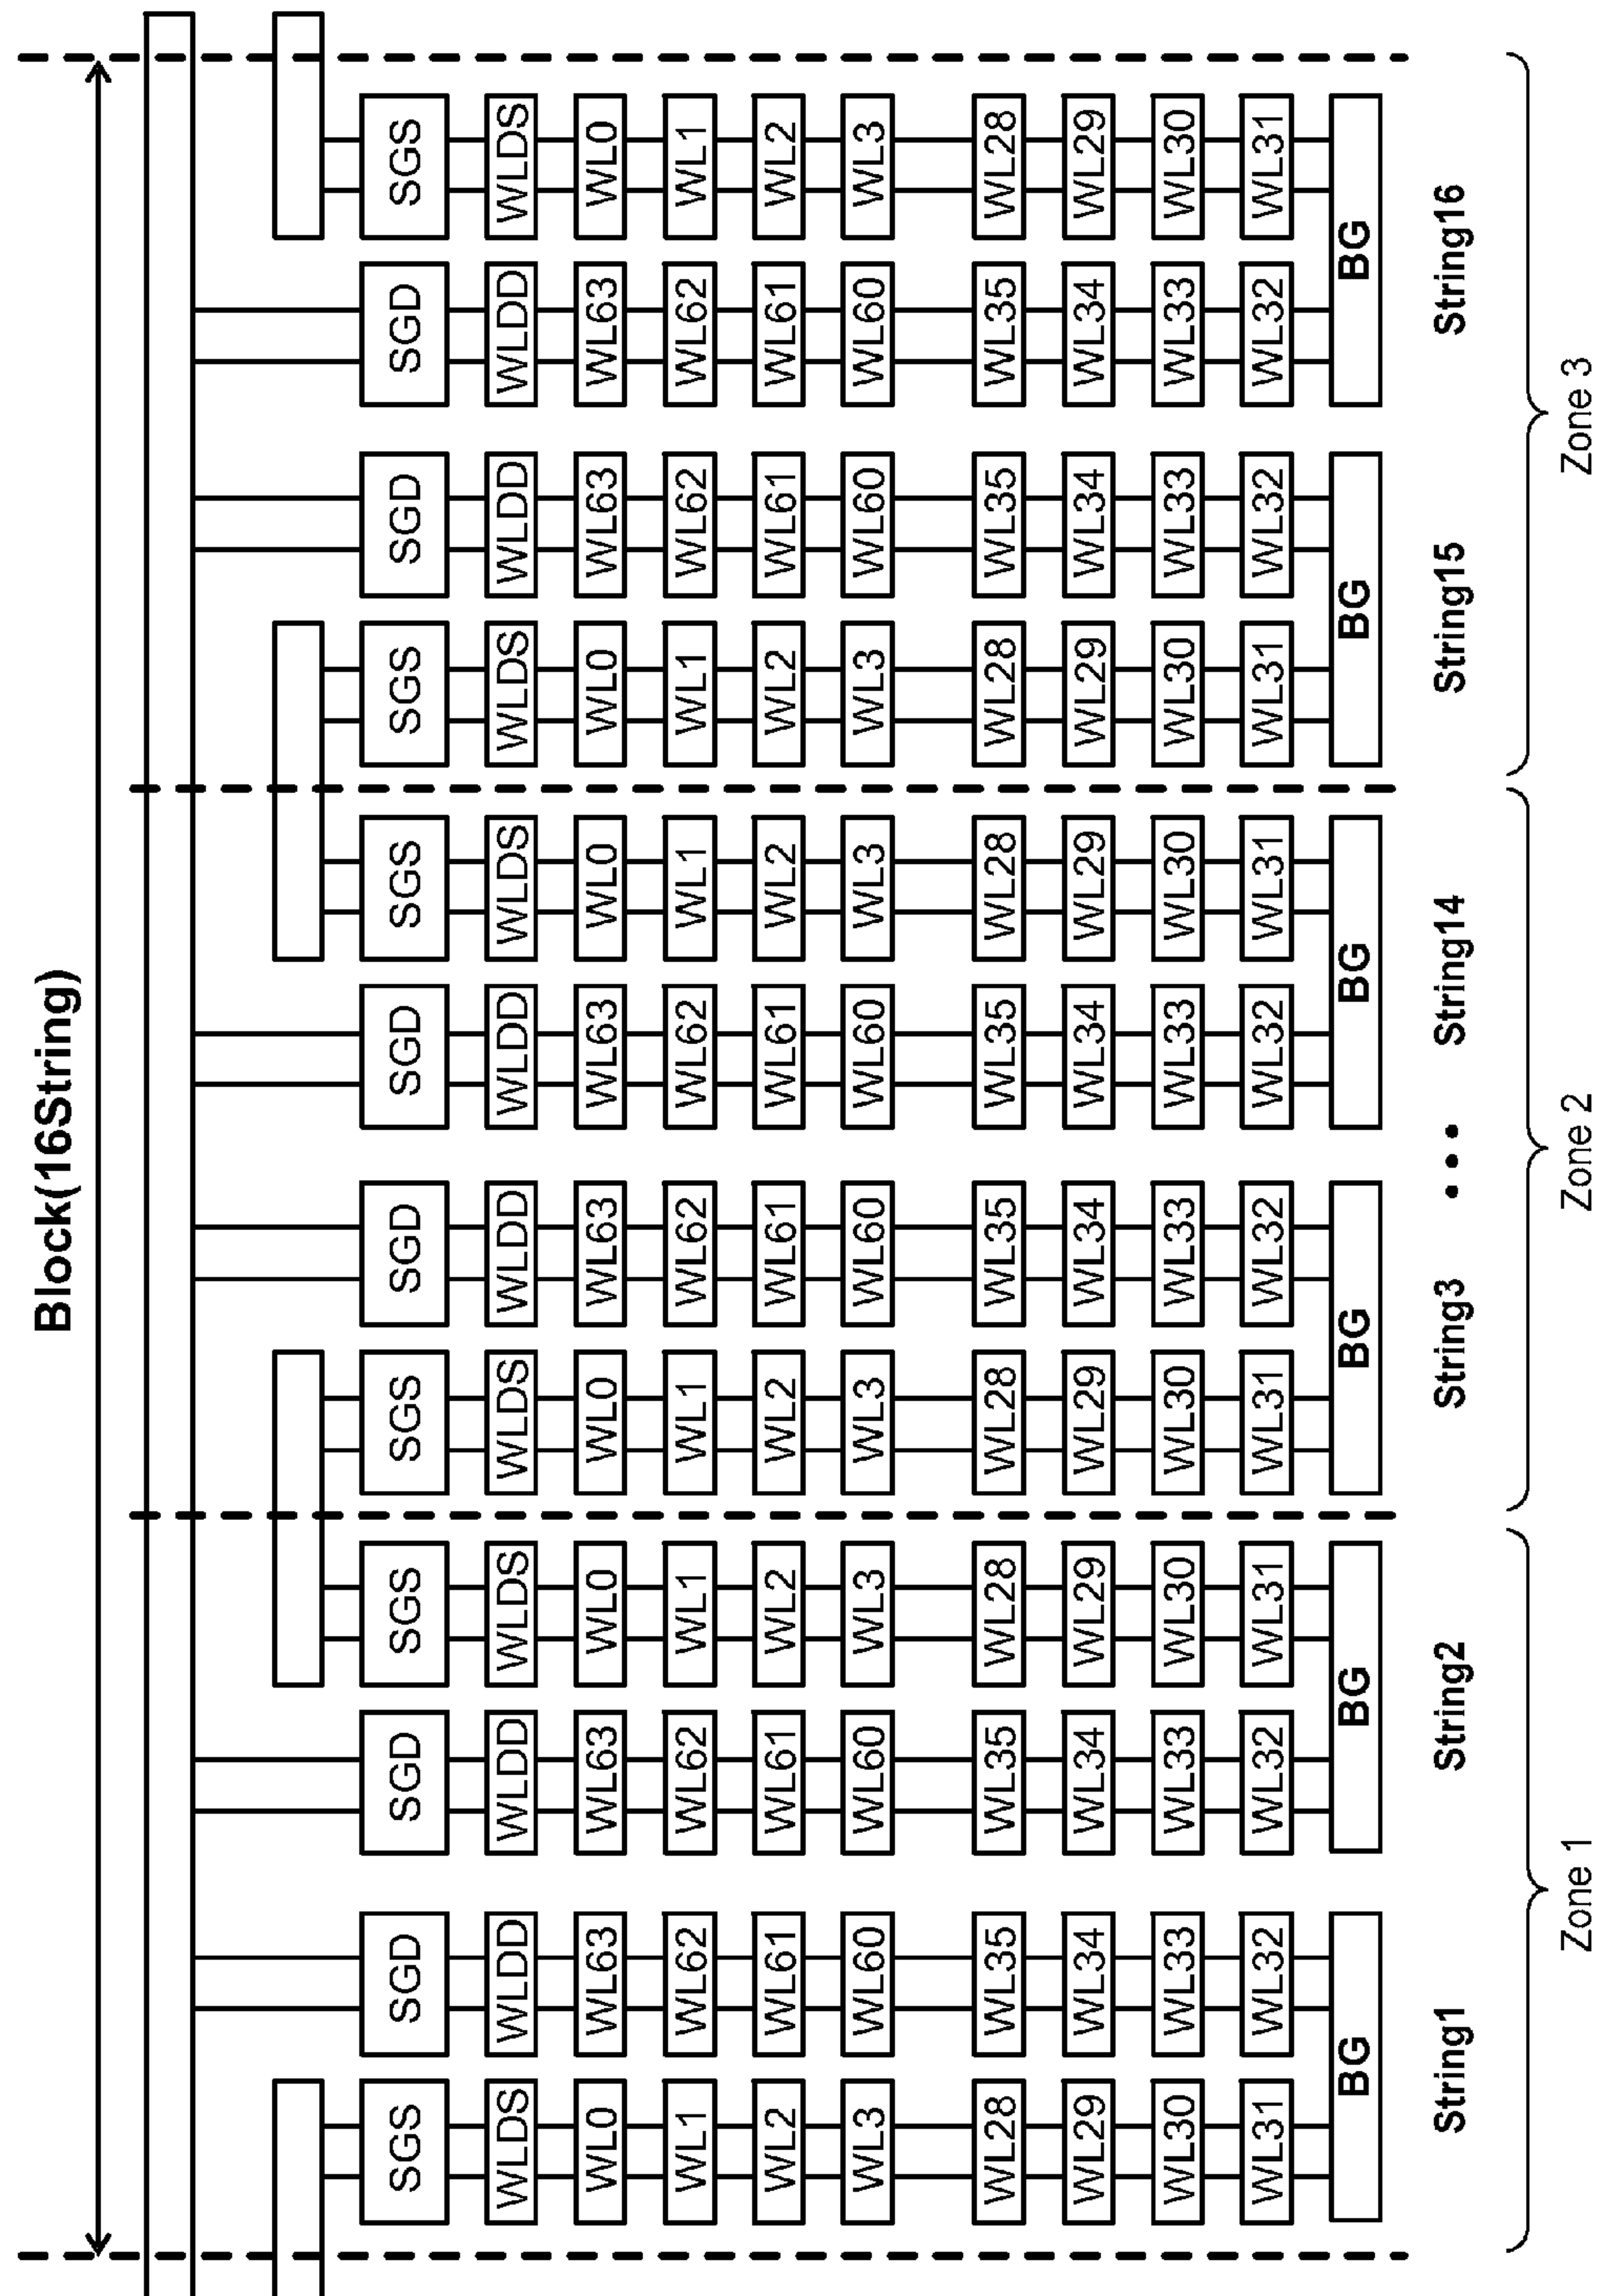 Block(16String)
SGS SGD SGD SGS SGS SGD SGD SGS SGS SGD SGD SGS
WLDS WLDD WLDD WLDS WLDS WLDD WLDD WLDS WLDS WLDD WLDD WLDS
WL0 WL63 WL63 WL0 WL0 WL63 WL63 WL0 WL0 WL63 WL63 WL0
WL1 WL62 WL62 WL1 WL1 WL62 WL62 WL1 WL1 WL62 WL62 WL1
WL2 WL61 WL61 WL2 WL2 WL61 WL61 WL2 WL2 WL61 WL61 WL2
WL3 WL60 WL60 WL3 WL3 WL60 WL60 WL3 WL3 WL60 WL60 WL3
WL28 WL35 WL35 WL28 WL28 WL35 WL35 WL28 WL28 WL35 WL35 WL28
WL29 WL34 WL34 WL29 WL29 WL34 WL34 WL29 WL29 WL34 WL34 WL29
WL30 WL33 WL33 WL30 WL30 WL33 WL33 WL30 WL30 WL33 WL33 WL30
WL31 WL32 WL32 WL31 WL31 WL32 WL32 WL31 WL31 WL32 WL32 WL31
BG BG BG BG BG BG
String1 String2 String3 • • • String14 String15 String16
Zone 1 Zone 2 Zone 3